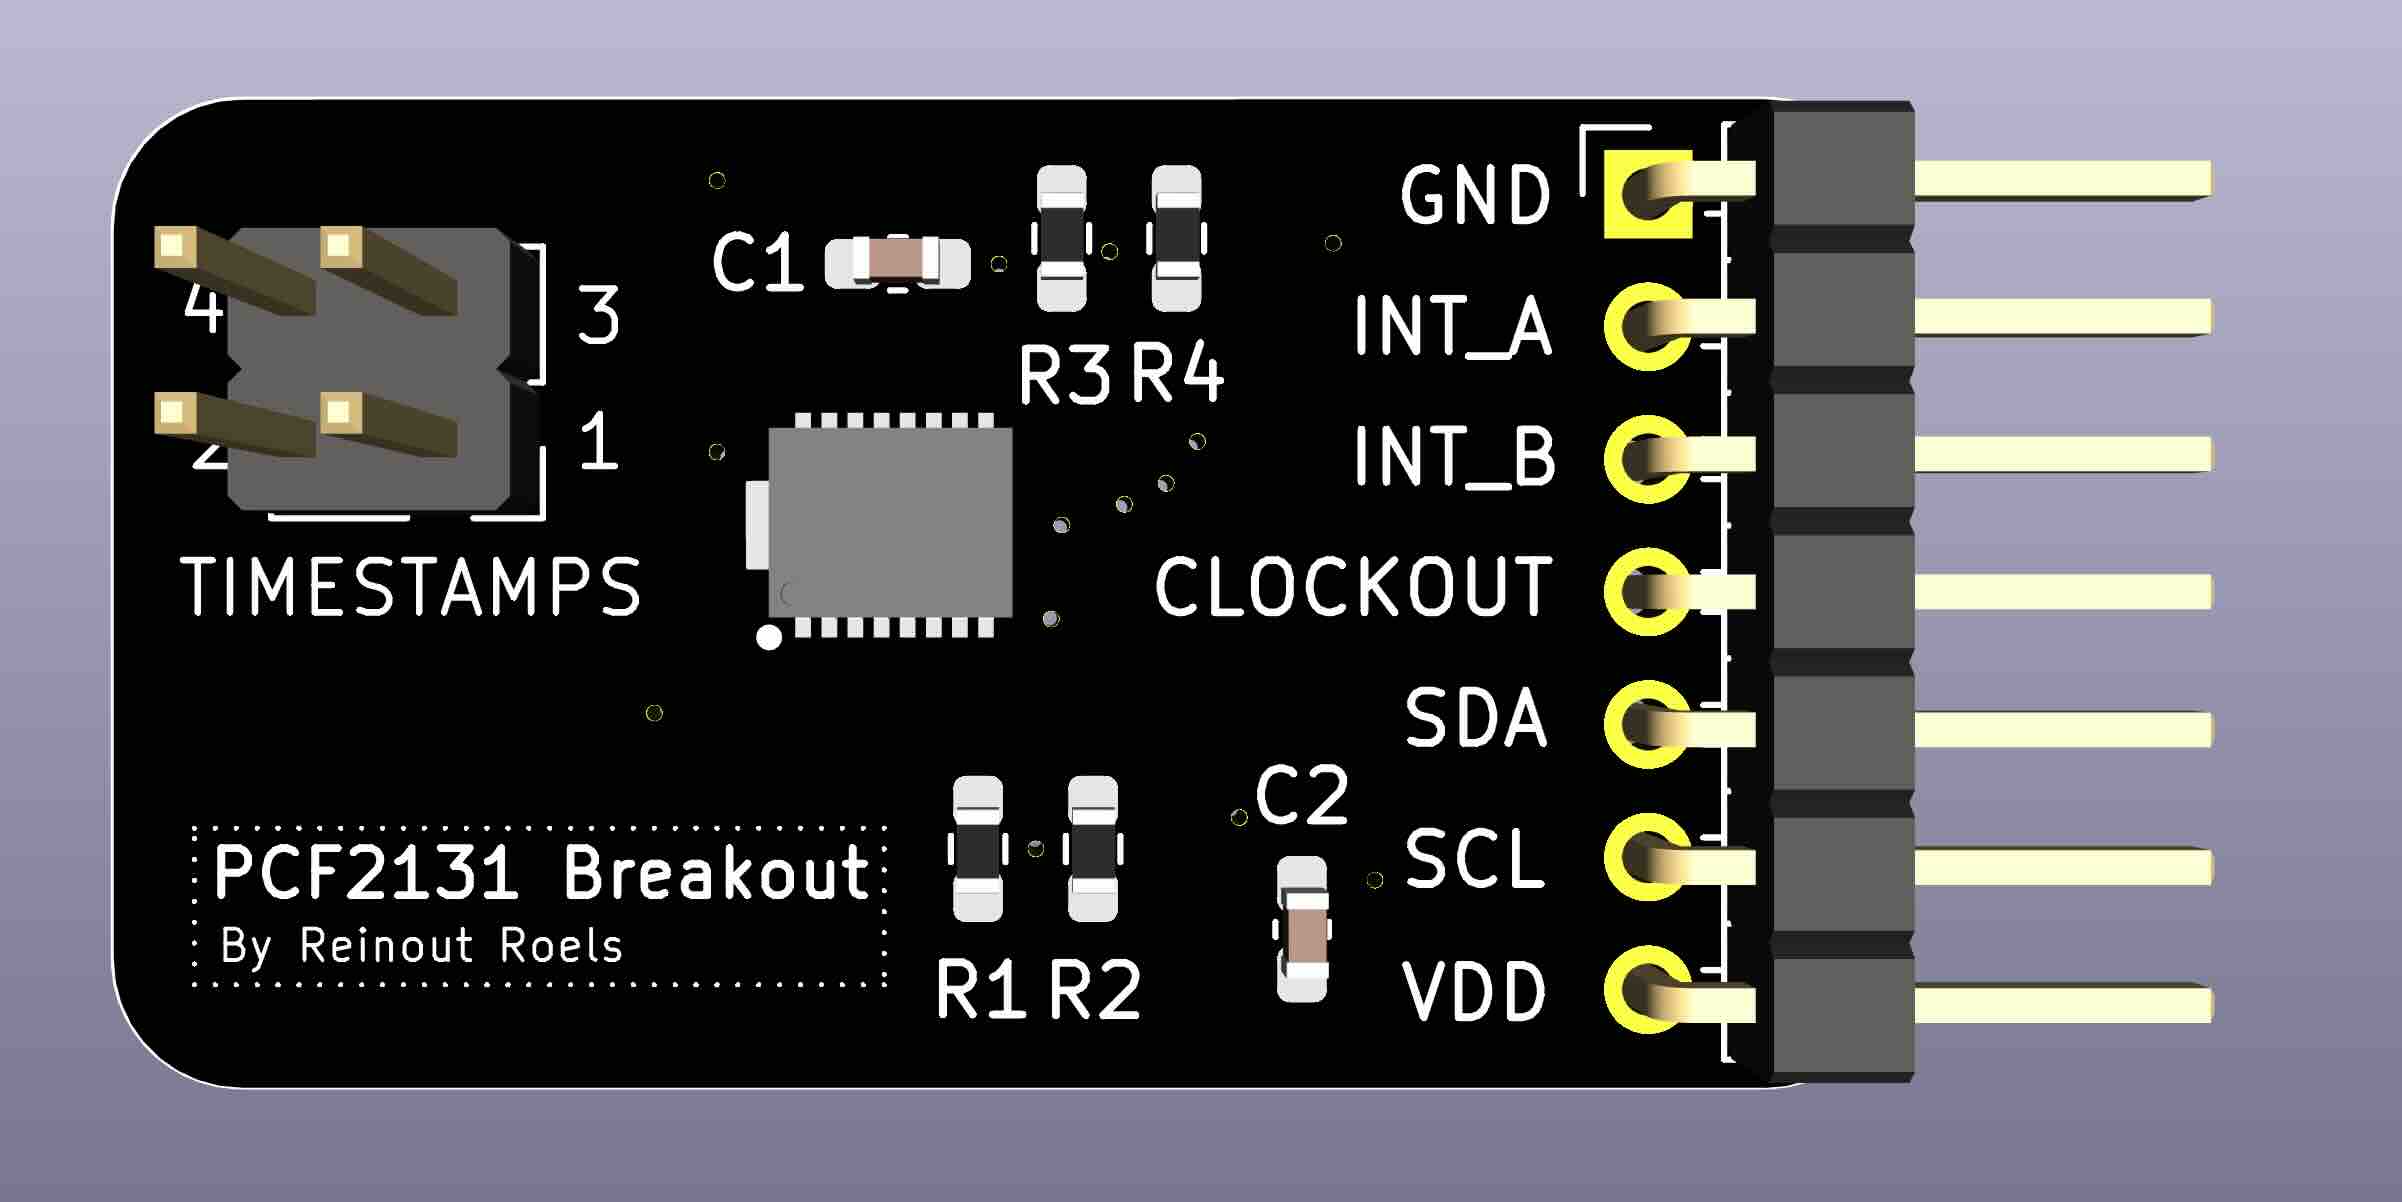 GND
C1
4
3
INT_A
R3 R4
2
1
INT_B
TIMESTAMPS
CLOCKOUT
SDA
C2
SCL
PCF2131 Breakout
By Reinout Roels
R1 R2
VDD